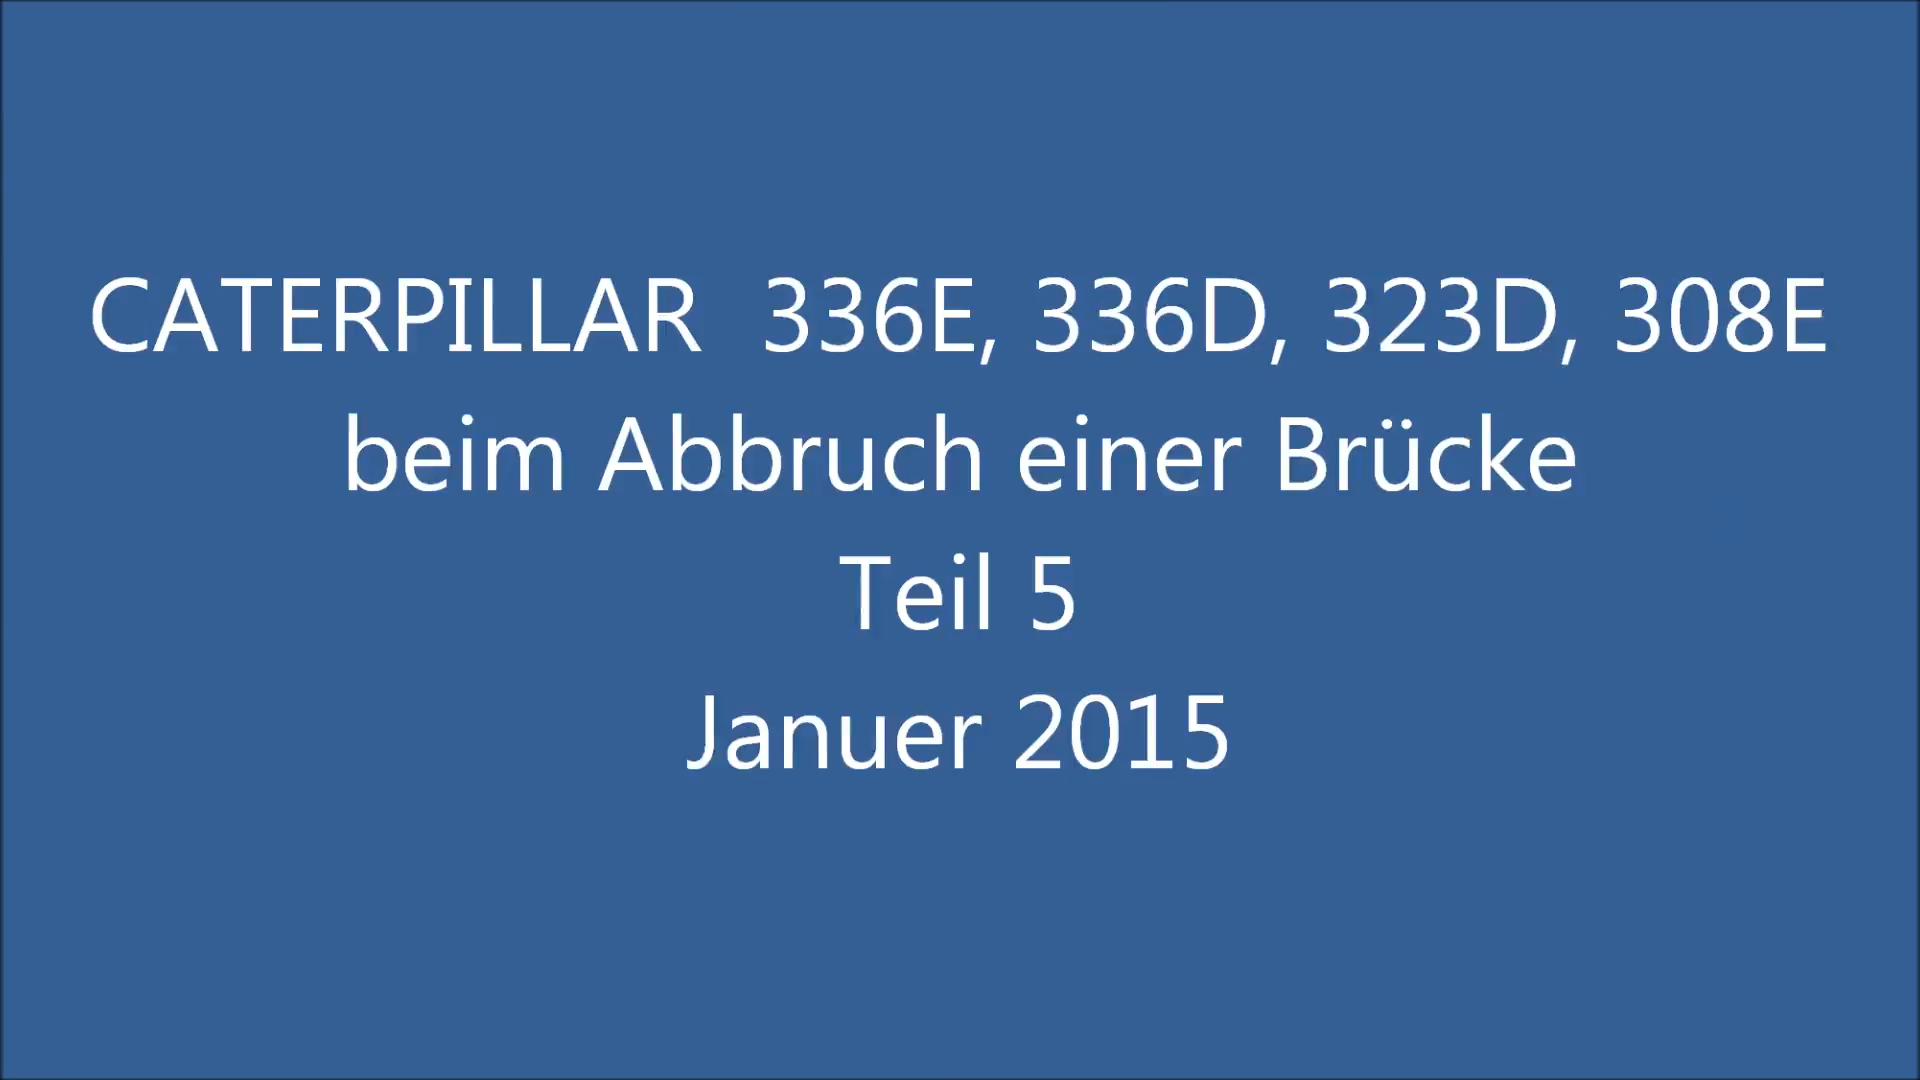 CATERPILLAR  336E, 336D, 323D, 308E
beim Abbruch einer Brücke
Teil 5
Januer 2015